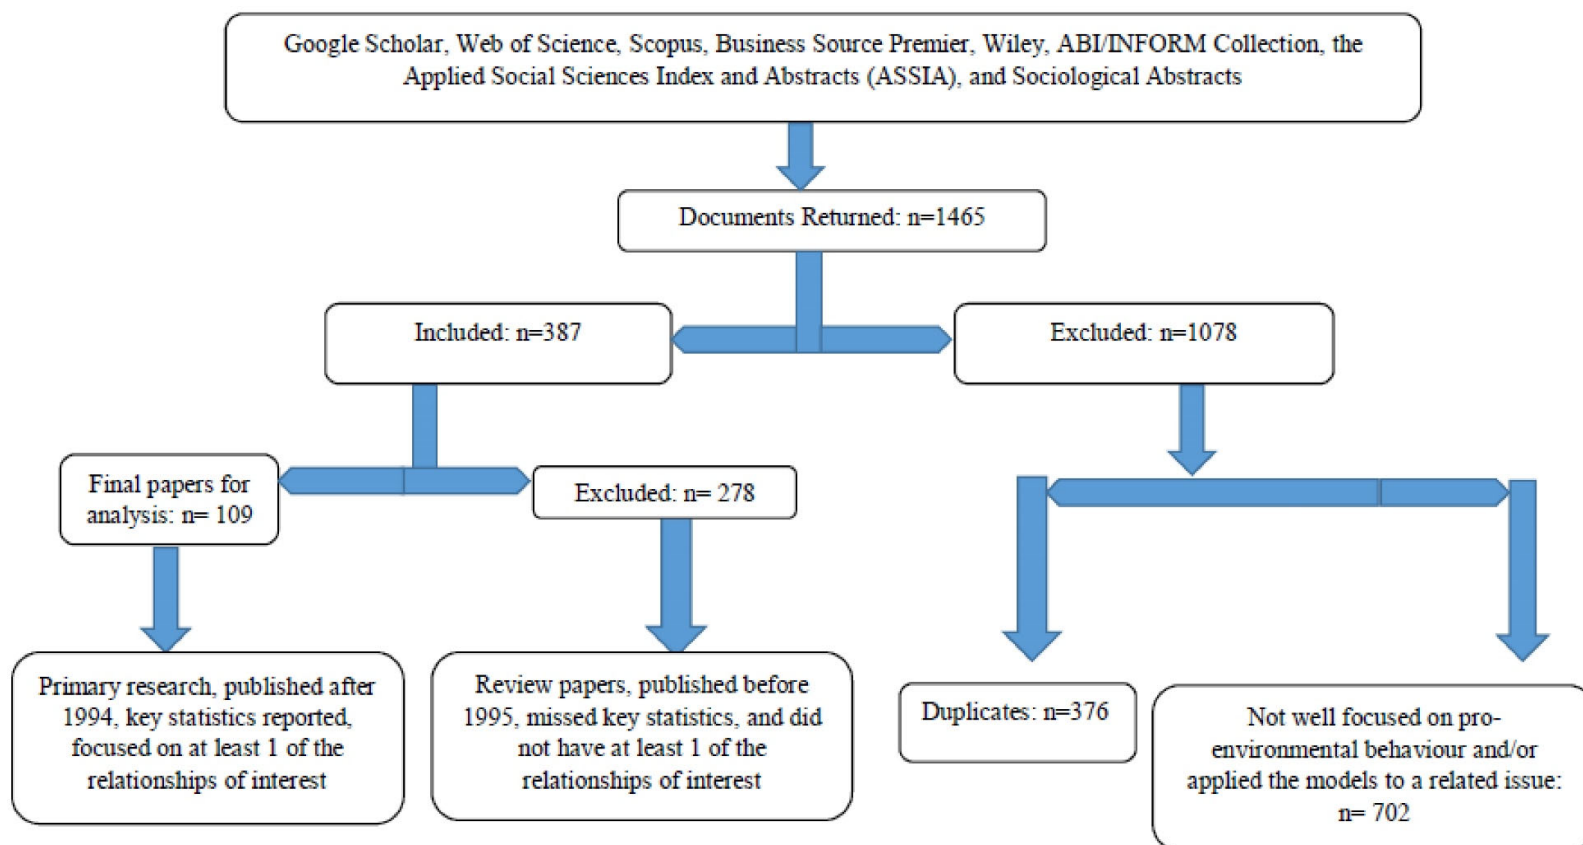 Google Scholar, Web of Science, Scopus, Business Source Premier, Wiley, ABI/INFORM Collection, the
Applied Social Sciences Index and Abstracts (ASSIA), and Sociological Abstracts
Documents Returned: n=1465
Included: n=387
Excluded: n=1078
Final papers for
analysis: n= 109
Excluded: n= 278
Primary research, published after
1994, key statistics reported,
focused on at least 1 of the
relationships of interest
Review papers, published before
1995, missed key statistics, and did
not have at least 1 of the
relationships of interest
Duplicates: n=376
Not well focused on pro-
environmental behaviour and/or
applied the models to a related issue:
n= 702